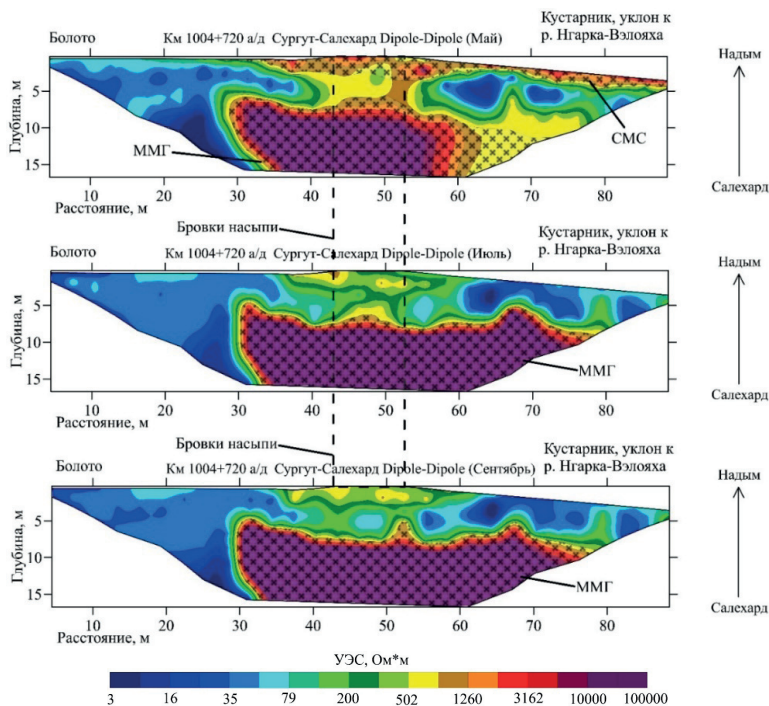 Болото
Км 1004+720 а/д Сургут-Салехард Dipole-Dipole (Май)
Кустарник, уклон к
р. Нгарка-Вэлояха
Надым
Глубина, м
5
10
15
ММГ
СМС
10 20 30 40 50 60 70 80
Расстояние, м
Салехард
Бровки насыпи
Болото
Км 1004+720 а/д Сургут-Салехард Dipole-Dipole (Июль)
Кустарник, уклон к
р. Нгарка-Вэлояха
Надым
Глубина, м
5
10
15
ММГ
10 20 30 40 50 60 70 80
Расстояние, м
Салехард
Бровки насыпи
Болото
Км 1004+720 а/д Сургут-Салехард Dipole-Dipole (Сентябрь)
Кустарник, уклон к
р. Нгарка-Вэлояха
Надым
Глубина, м
5
10
15
ММГ
10 20 30 40 50 60 70 80
Расстояние, м
Салехард
УЭС, Ом*м
3 16 35 79 200 502 1260 3162 10000 100000